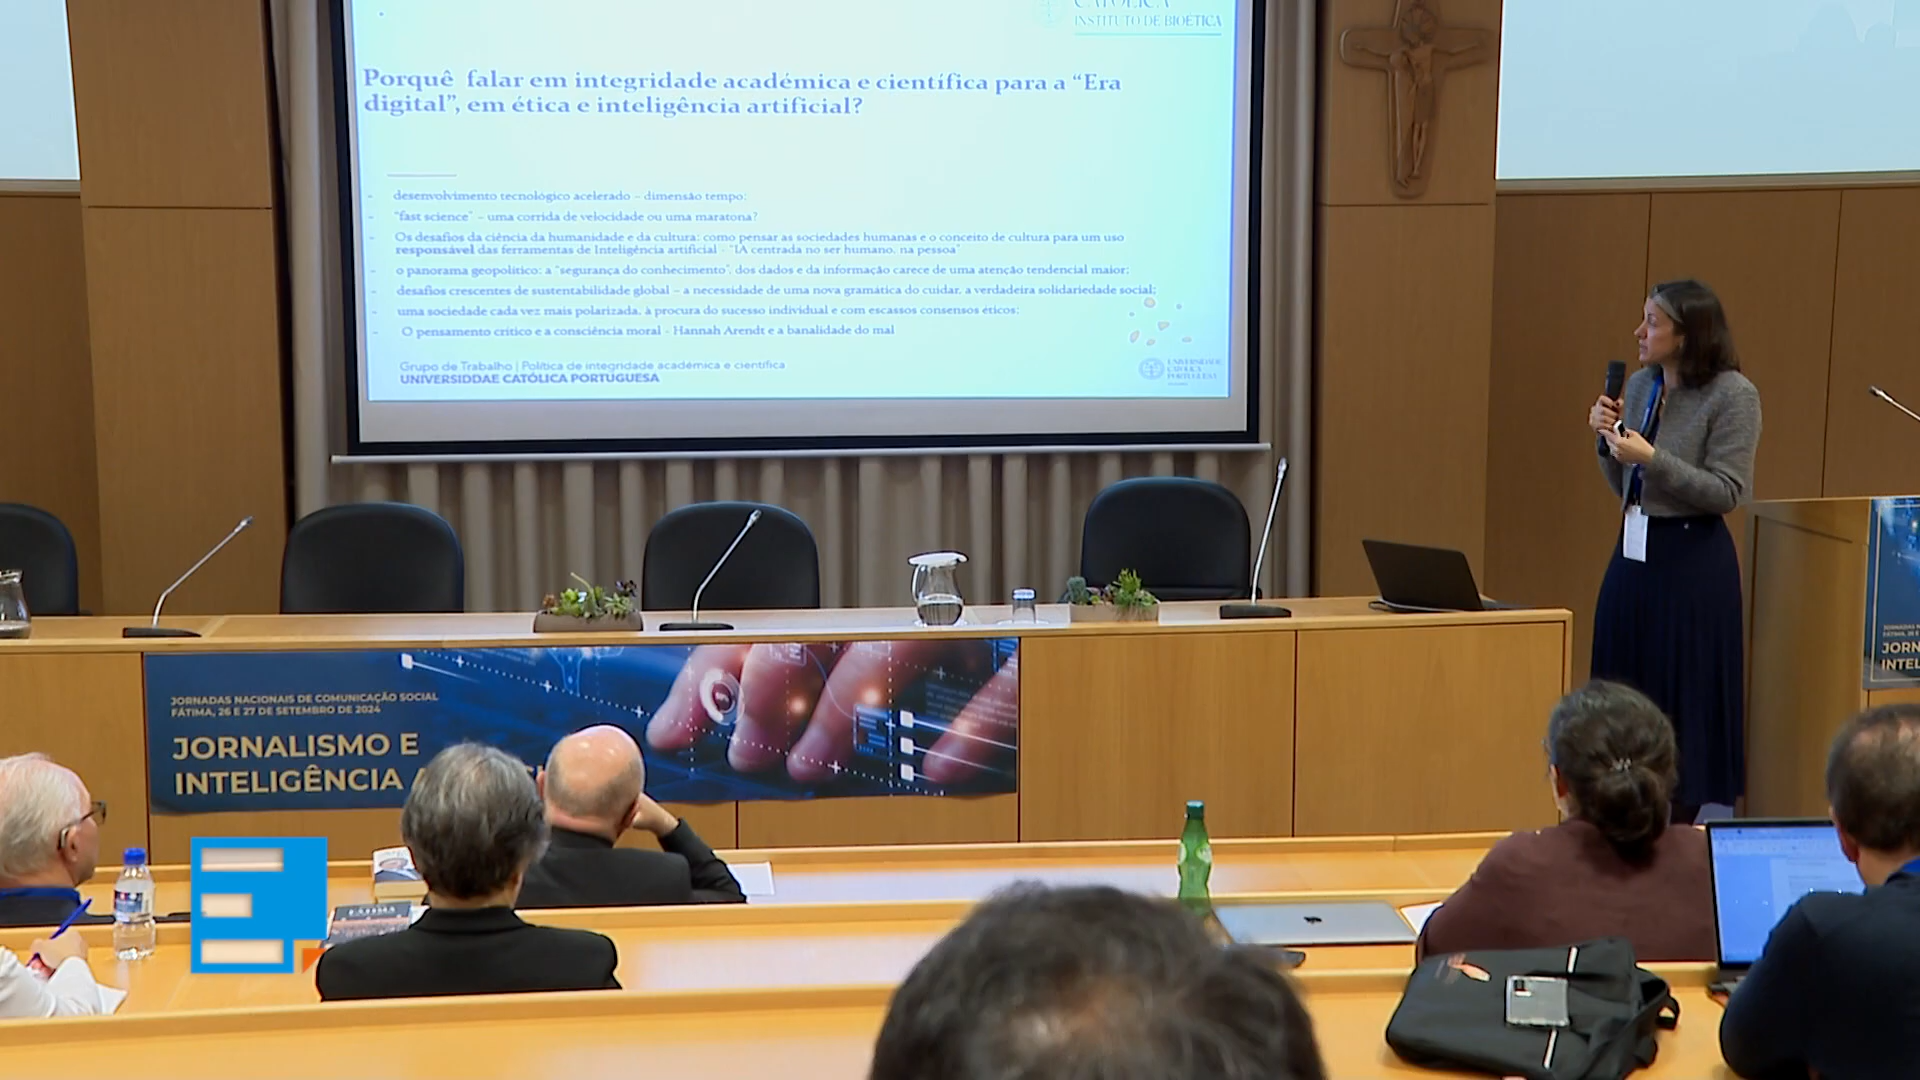 CATÓLICA
INSTITUTO DE BIOÉTICA
Porquê falar em integridade académica e científica para a “Era
digital”, em ética e inteligência artificial?
- desenvolvimento tecnológico acelerado – dimensão tempo;
- “fast science” – uma corrida de velocidade ou uma maratona?
- Os desafios da ciência da humanidade e da cultura: como pensar as sociedades humanas e o conceito de cultura para um uso
responsável das ferramentas de Inteligência artificial - “IA centrada no ser humano, na pessoa”
- o panorama geopolítico: a “segurança do conhecimento”, dos dados e da informação carece de uma atenção tendencial maior;
- desafios crescentes de sustentabilidade global – a necessidade de uma nova gramática do cuidar, a verdadeira solidariedade social;
- uma sociedade cada vez mais polarizada, à procura do sucesso individual e com escassos consensos éticos;
- O pensamento crítico e a consciência moral - Hannah Arendt e a banalidade do mal
Grupo de Trabalho | Política de integridade académica e científica
UNIVERSIDDAE CATÓLICA PORTUGUESA
UNIVERSIDADE
CATÓLICA
PORTUGUESA
JORNADAS NACIONAIS DE COMUNICAÇÃO SOCIAL
FÁTIMA, 26 E 27 DE SETEMBRO DE 2024
JORNALISMO E
INTELIGÊNCIA A
JORN
INTEL
FÁTIMA
E